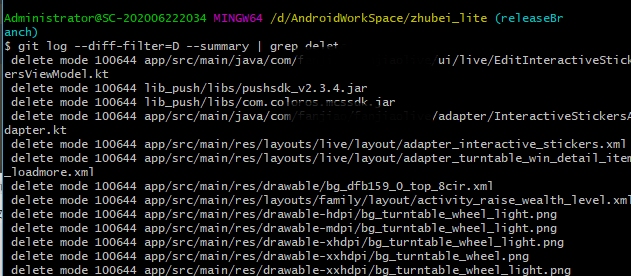 Administrator@SC-202006222034 MINGW64 /d/AndroidWorkSpace/zhubei_lite (releaseBr
anch)
$ git log --diff-filter=D --summary | grep delet
delete mode 100644 app/src/main/java/com/ /ui/live/EditInteractiveStick
ersViewModel.kt
delete mode 100644 lib_push/libs/pushsdk_v2.3.4.jar
delete mode 100644 lib_push/libs/com.coloros.mcssdk.jar
delete mode 100644 app/src/main/java/com/ /adapter/InteractiveStickersA
dapter.kt
delete mode 100644 app/src/main/res/layouts/live/layout/adapter_interactive_stickers.xml
delete mode 100644 app/src/main/res/layouts/live/layout/adapter_turntable_win_detail_item
_loadmore.xml
delete mode 100644 app/src/main/res/drawable/bg_dfb159_0_top_8cir.xml
delete mode 100644 app/src/main/res/layouts/family/layout/activity_raise_wealth_level.xml
delete mode 100644 app/src/main/res/drawable-hdpi/bg_turntable_wheel_light.png
delete mode 100644 app/src/main/res/drawable-mdpi/bg_turntable_wheel_light.png
delete mode 100644 app/src/main/res/drawable-xhdpi/bg_turntable_wheel_light.png
delete mode 100644 app/src/main/res/drawable-xxhdpi/bg_turntable_wheel.png
delete mode 100644 app/src/main/res/drawable-xxhdpi/bg_turntable_wheel_light.png